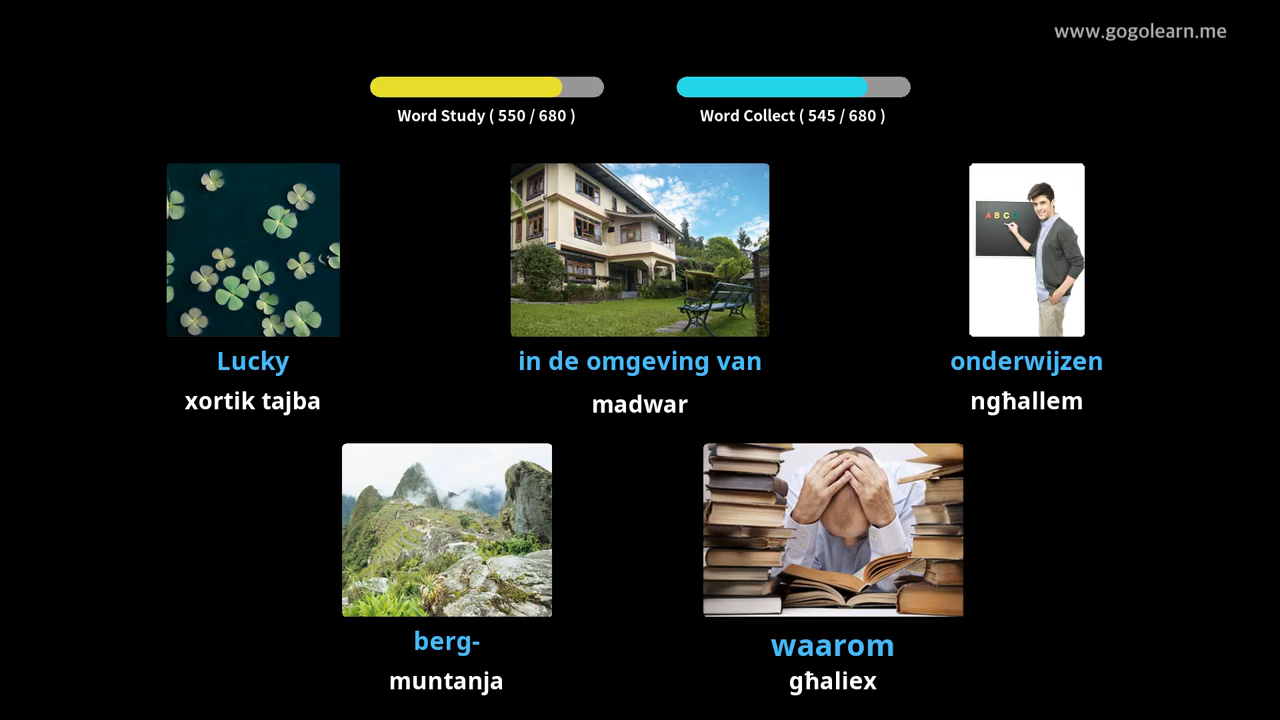 www.gogolearn.me
Word Study ( 550 / 680 )
Word Collect ( 545 / 680 )
Lucky
xortik tajba
in de omgeving van
madwar
A B C D
onderwijzen
ngħallem
berg-
muntanja
waarom
għaliex